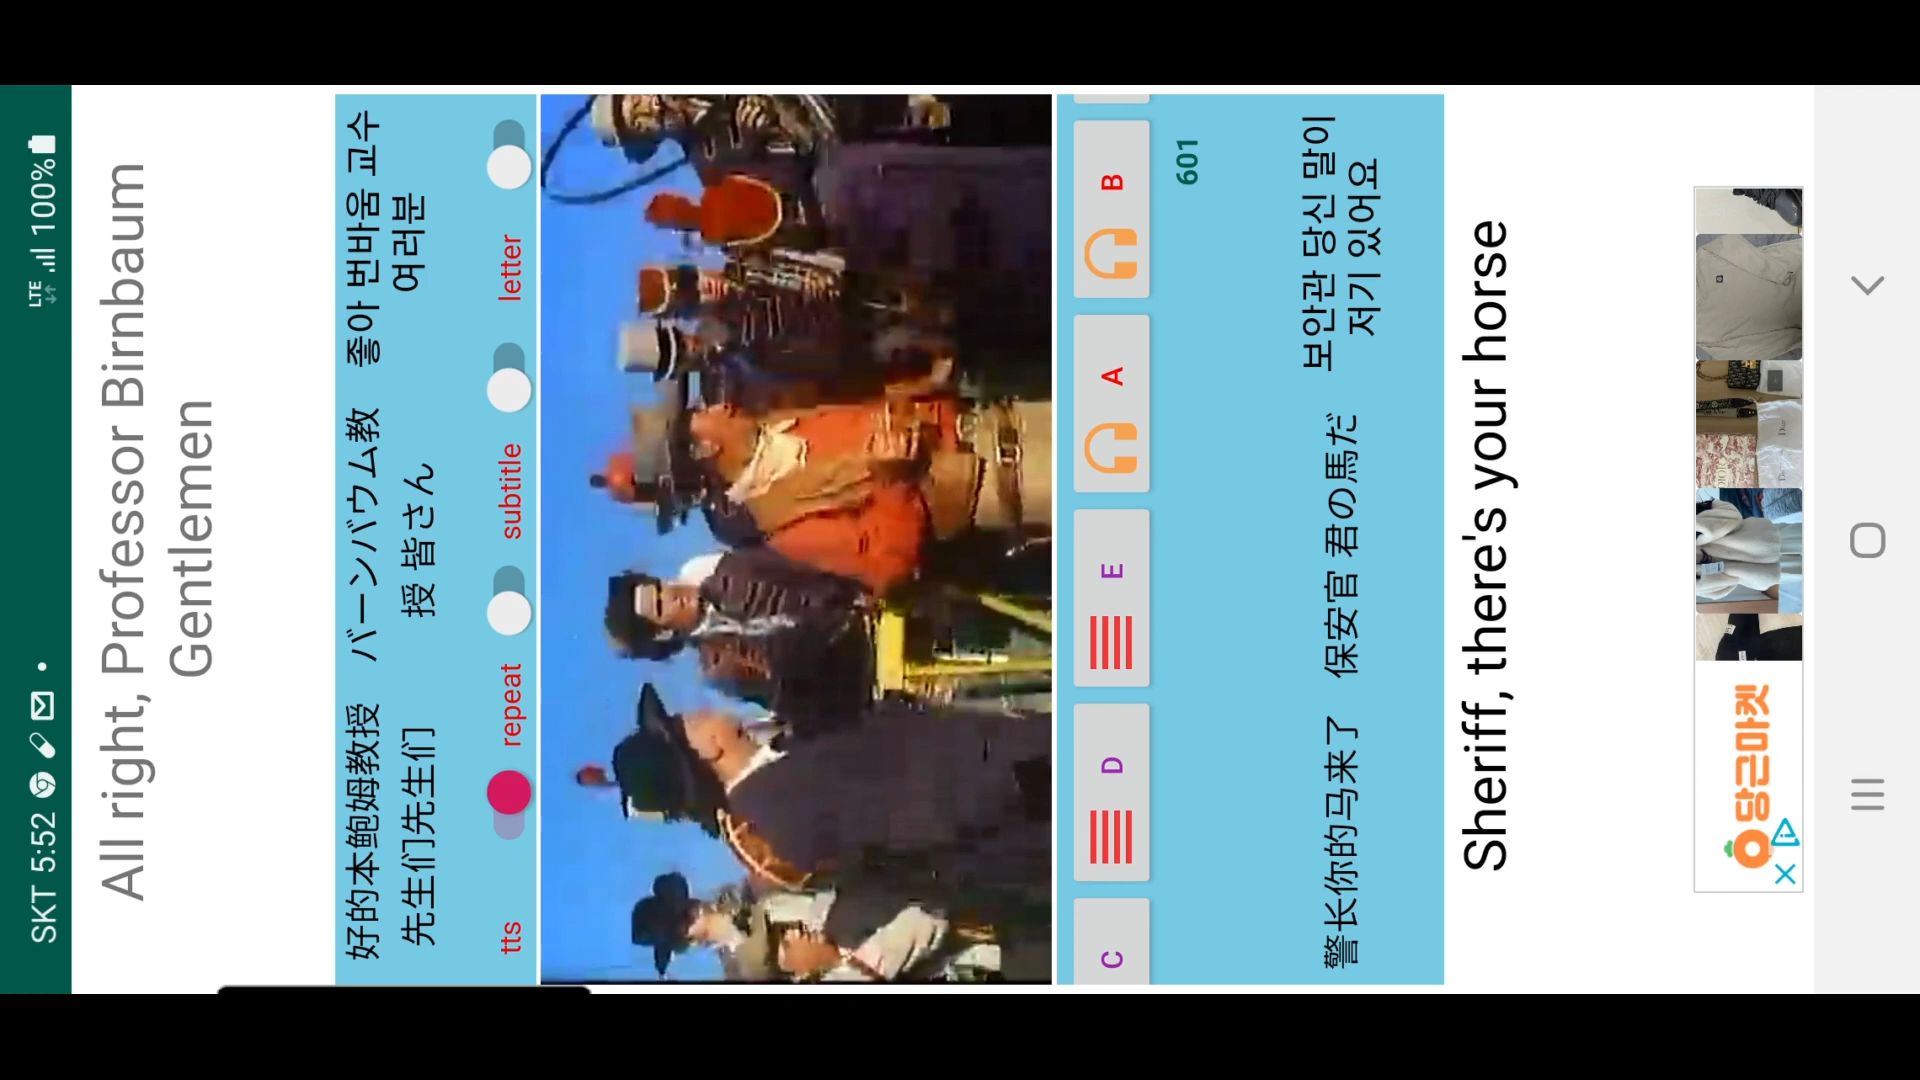 SKT 5:52
LTE
100%
All right, Professor Birnbaum
Gentlemen
好的本鲍姆教授
先生们先生们
バーンバウム教
授 皆さん
좋아 번바움 교수
여러분
tts
repeat
subtitle
letter
C
D
E
A
B
601
警长你的马来了
保安官 君の馬だ
보안관 당신 말이
저기 있어요
Sheriff, there's your horse
당근마켓